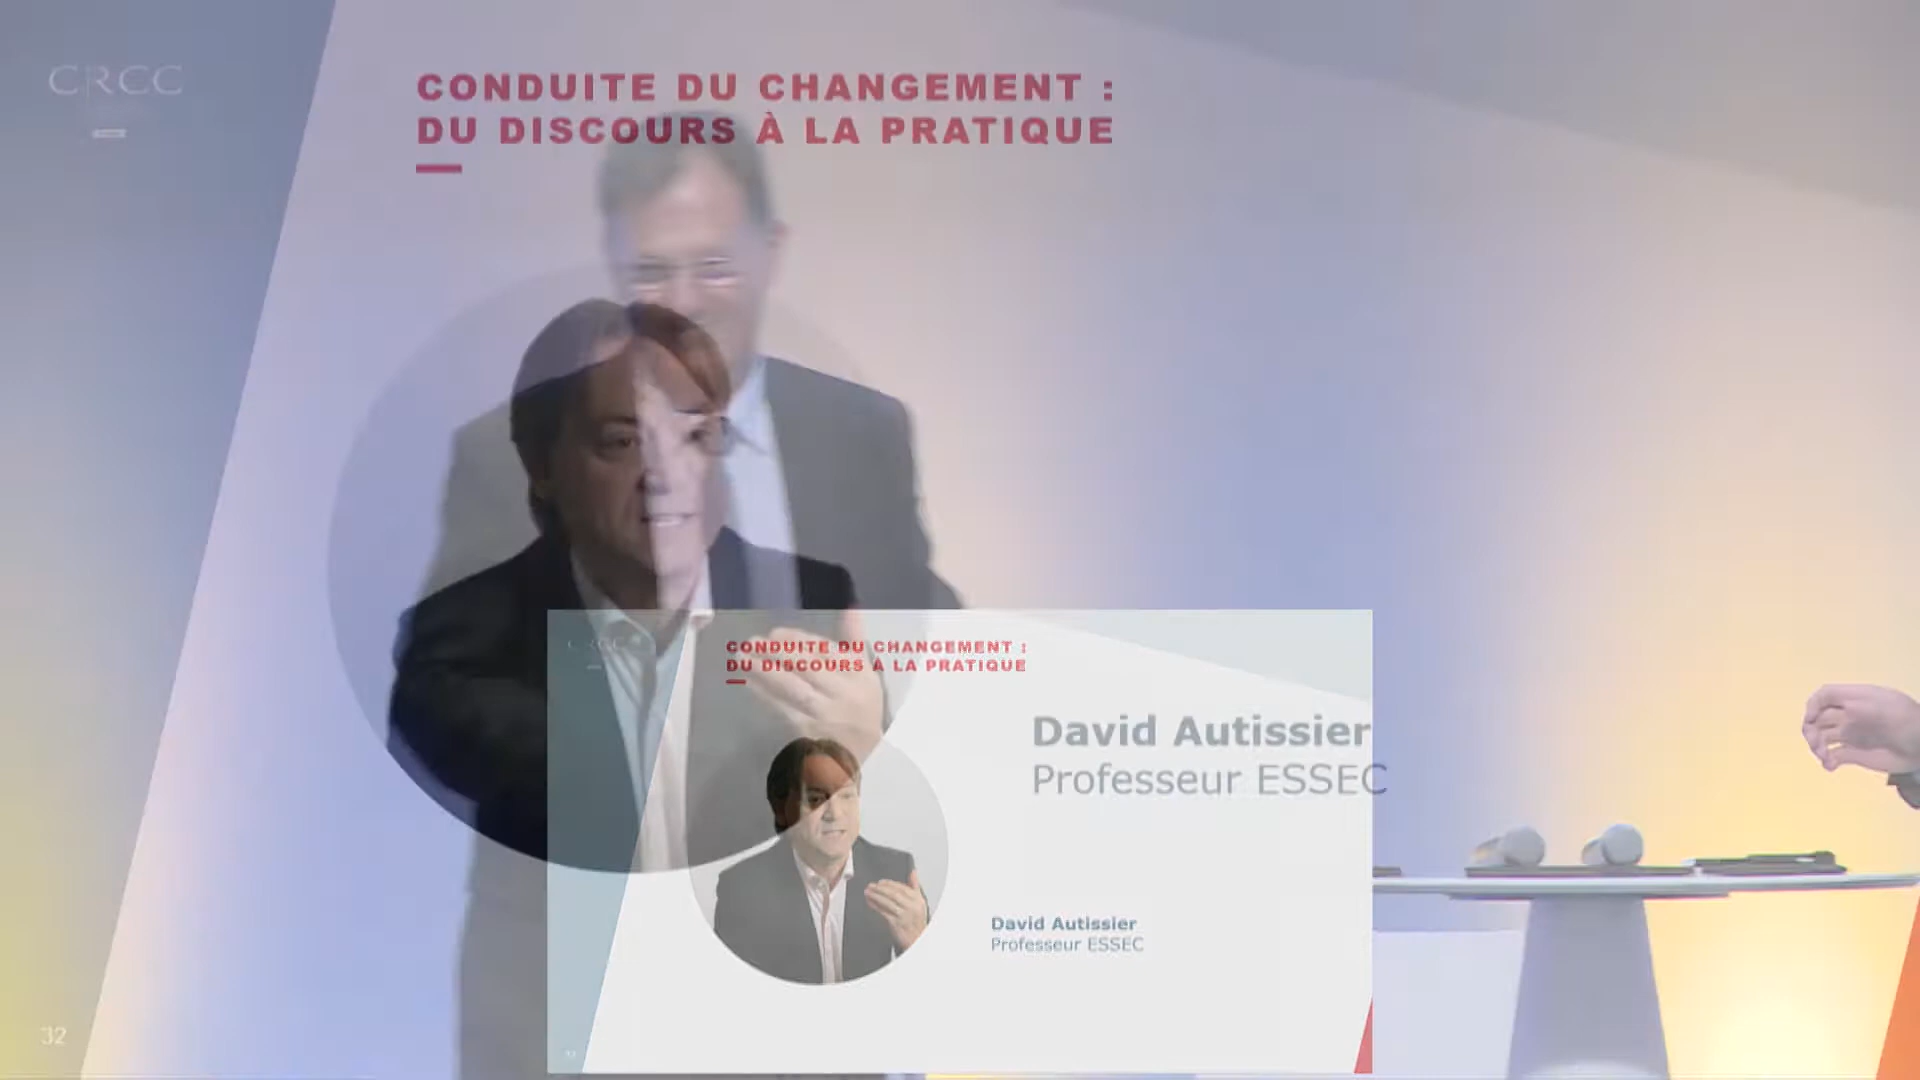 CRCC
CONDUITE DU CHANGEMENT :
DU DISCOURS À LA PRATIQUE
CRCC
CONDUITE DU CHANGEMENT :
DU DISCOURS À LA PRATIQUE
David Autissier
Professeur ESSEC
David Autissier
Professeur ESSEC
32